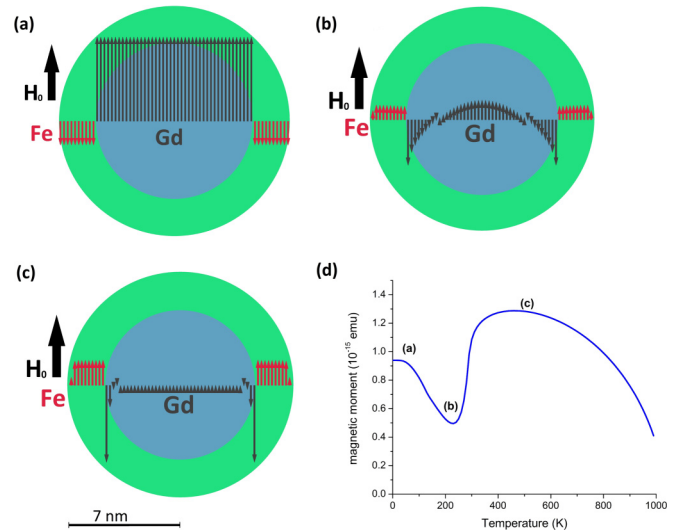 (a)
H₀
Fe
Gd
(b)
H₀
Fe
Gd
(c)
H₀
Fe
Gd
7 nm
(d)
magnetic moment (10⁻¹⁵ emu)
1.4
1.2
1.0
0.8
0.6
0.4
0.2
0.0
(a)
(b)
(c)
0 200 400 600 800 1000
Temperature (K)